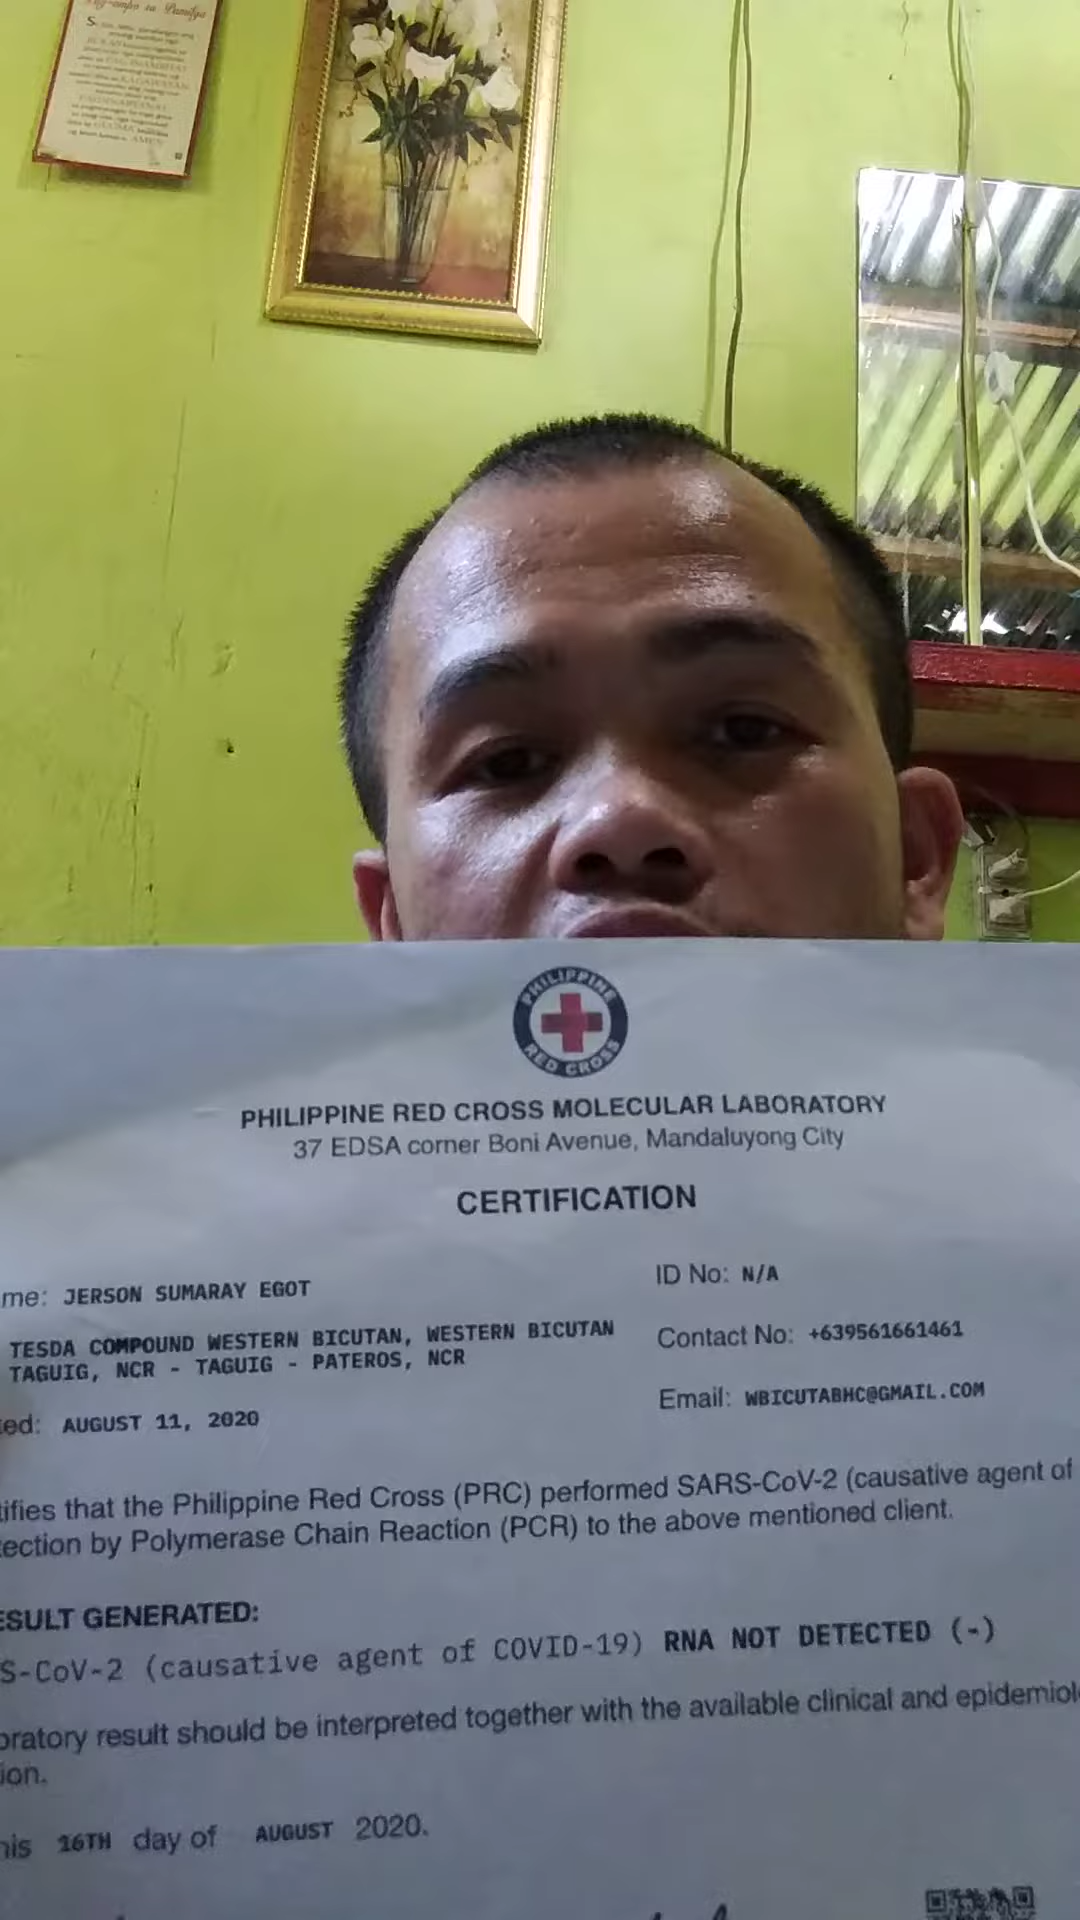 PHILIPPINE
RED CROSS
PHILIPPINE RED CROSS MOLECULAR LABORATORY
37 EDSA corner Boni Avenue, Mandaluyong City
CERTIFICATION
me: JERSON SUMARAY EGOT
ID No: N/A
TESDA COMPOUND WESTERN BICUTAN, WESTERN BICUTAN
TAGUIG, NCR - TAGUIG - PATEROS, NCR
Contact No: +639561661461
Email: WBICUTABHC@GMAIL.COM
ed: AUGUST 11, 2020
tifies that the Philippine Red Cross (PRC) performed SARS-CoV-2 (causative agent of
ection by Polymerase Chain Reaction (PCR) to the above mentioned client.
ESULT GENERATED:
S-CoV-2 (causative agent of COVID-19) RNA NOT DETECTED (-)
oratory result should be interpreted together with the available clinical and epidemiol
ion.
his 16TH day of AUGUST 2020.